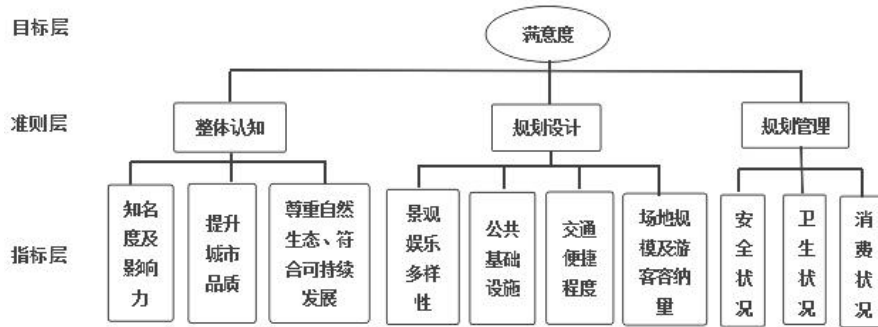 目标层
满意度
准则层
整体认知
规划设计
规划管理
指标层
知名
度及
影响
力
提升
城市
品质
尊重自然
生态、符
合可持续
发展
景观
娱乐
多样
性
公共
基础
设施
交通
便捷
程度
场地规
模及游
客容纳
量
安
全
状
况
卫
生
状
况
消
费
状
况